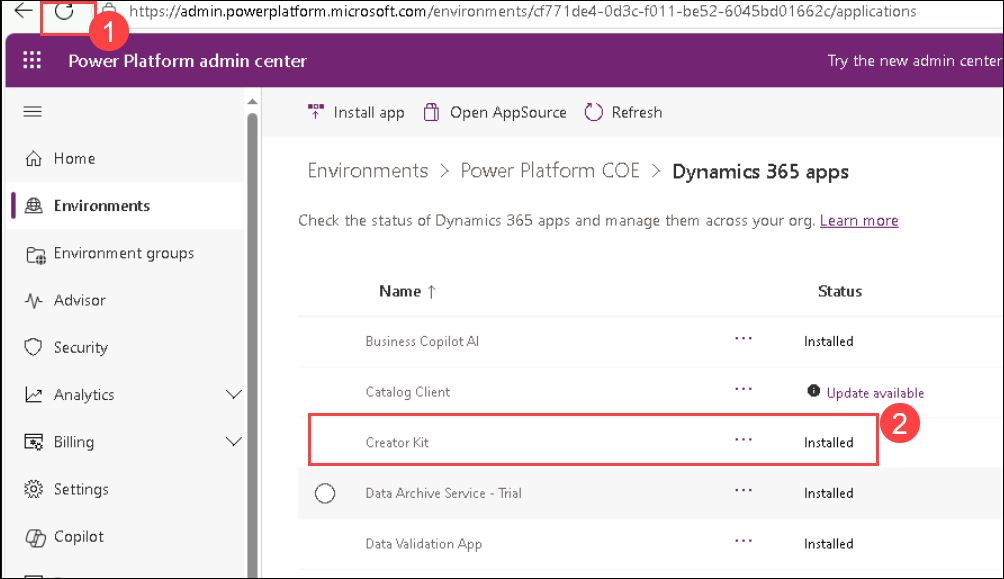 https://admin.powerplatform.microsoft.com/environments/cf771de4-0d3c-f011-be52-6045bd01662c/applications
1
Power Platform admin center
Try the new admin center
Install app
Open AppSource
Refresh
Home
Environments > Power Platform COE > Dynamics 365 apps
Environments
Check the status of Dynamics 365 apps and manage them across your org. Learn more
Environment groups
Name ↑ Status
Advisor
Business Copilot AI ... Installed
Security
Catalog Client ... Update available
Analytics
2
Creator Kit ... Installed
Billing
Data Archive Service - Trial ... Installed
Settings
Copilot
Data Validation App ... Installed